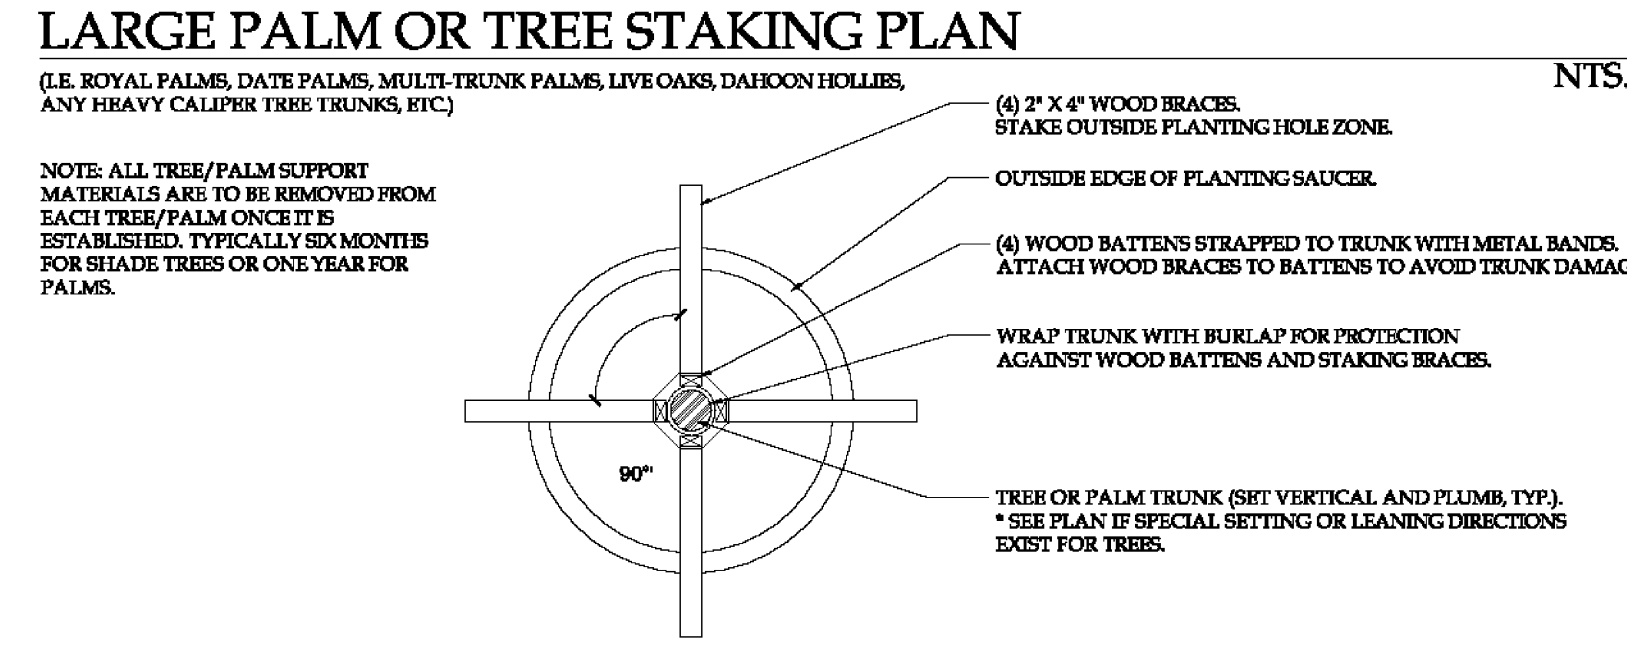 LARGE PALM OR TREE STAKING PLAN
(I.E. ROYAL PALMS, DATE PALMS, MULTI-TRUNK PALMS, LIVE OAKS, DAHOON HOLLIES,
ANY HEAVY CALIPER TREE TRUNKS, ETC.)
NTS.
NOTE: ALL TREE/PALM SUPPORT
MATERIALS ARE TO BE REMOVED FROM
EACH TREE/PALM ONCE IT IS
ESTABLISHED. TYPICALLY SIX MONTHS
FOR SHADE TREES OR ONE YEAR FOR
PALMS.
(4) 2" X 4" WOOD BRACES.
STAKE OUTSIDE PLANTING HOLE ZONE.
OUTSIDE EDGE OF PLANTING SAUCER.
(4) WOOD BATTENS STRAPPED TO TRUNK WITH METAL BANDS.
ATTACH WOOD BRACES TO BATTENS TO AVOID TRUNK DAMAG
WRAP TRUNK WITH BURLAP FOR PROTECTION
AGAINST WOOD BATTENS AND STAKING BRACES.
90°'
TREE OR PALM TRUNK (SET VERTICAL AND PLUMB, TYP.).
* SEE PLAN IF SPECIAL SETTING OR LEANING DIRECTIONS
EXIST FOR TREES.